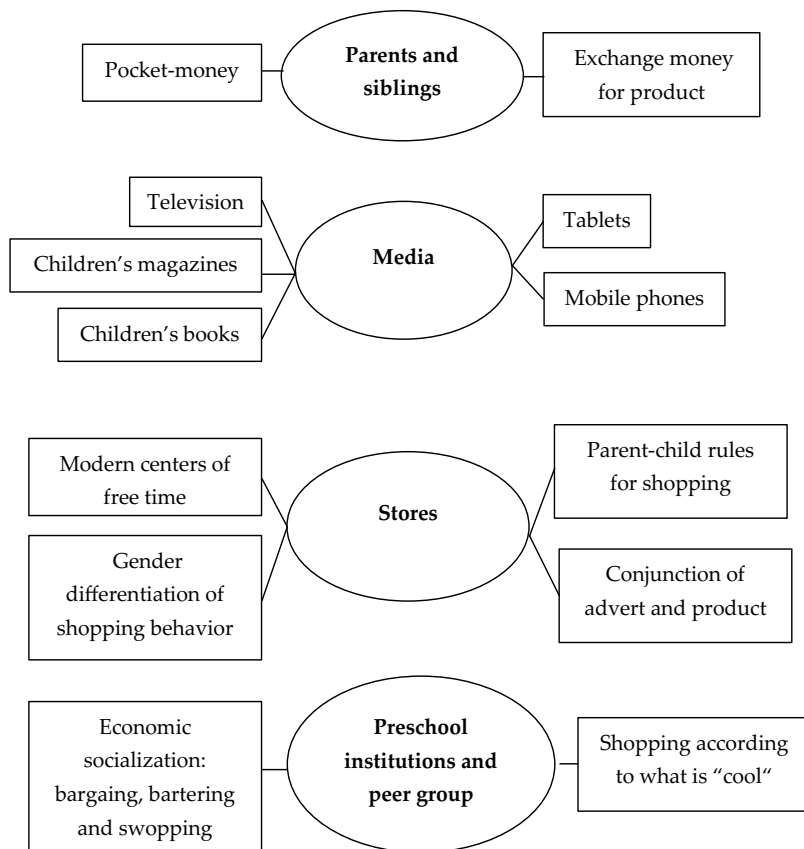 Pocket-money
Parents and
siblings
Exchange money
for product
Television
Children’s magazines
Children’s books
Media
Tablets
Mobile phones
Modern centers of
free time
Gender
differentiation of
shopping behavior
Stores
Parent-child rules
for shopping
Conjunction of
advert and product
Economic
socialization:
bargaing, bartering
and swopping
Preschool
institutions and
peer group
Shopping according
to what is “cool“